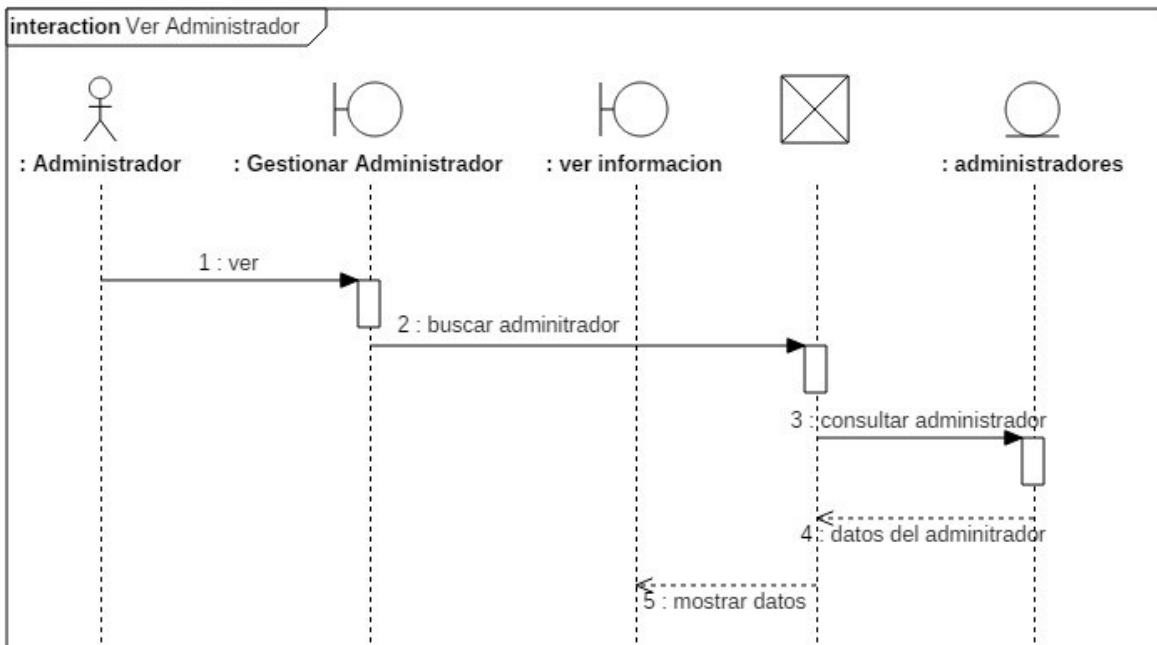 interaction Ver Administrador
: Administrador
: Gestionar Administrador
: ver informacion
: administradores
1 : ver
2 : buscar adminitrador
3 : consultar administrador
4 : datos del adminitrador
5 : mostrar datos